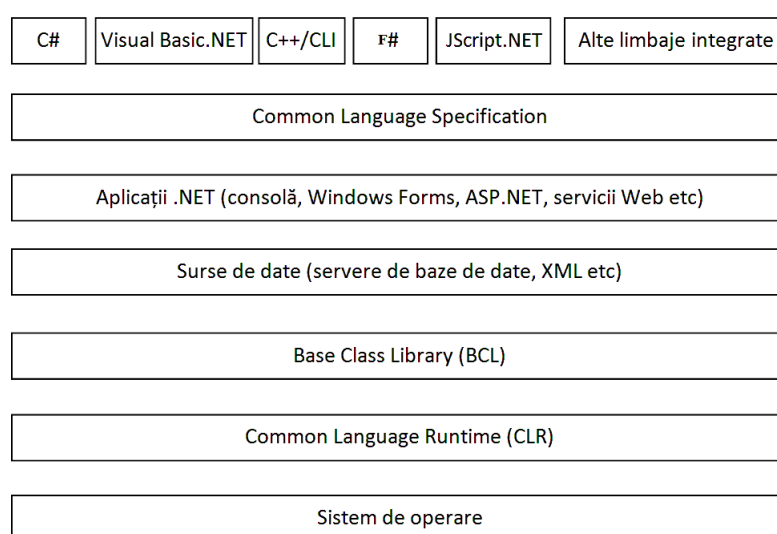 C# Visual Basic.NET C++/CLI F# JScript.NET Alte limbaje integrate
Common Language Specification
Aplicații .NET (consolă, Windows Forms, ASP.NET, servicii Web etc)
Surse de date (servere de baze de date, XML etc)
Base Class Library (BCL)
Common Language Runtime (CLR)
Sistem de operare